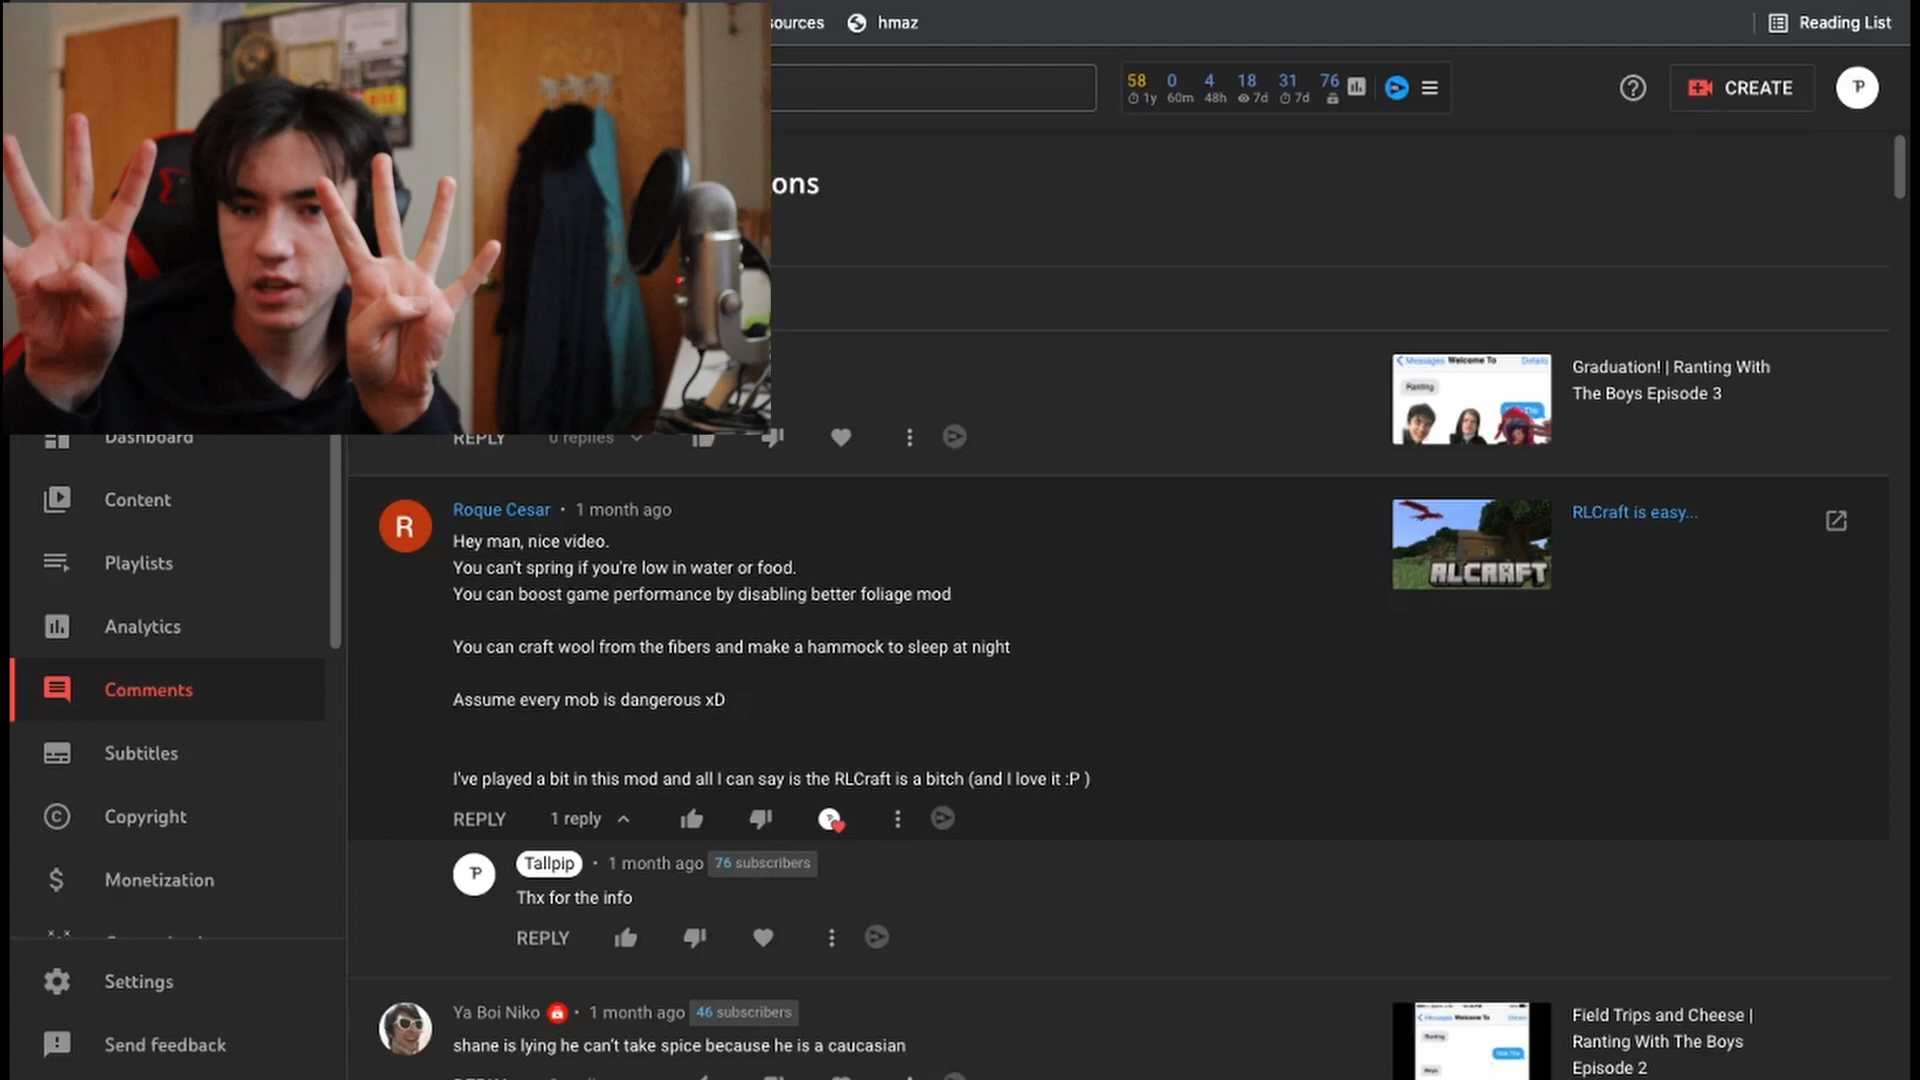 sources hmaz Reading List
58 0 4 18 31 76
1y 60m 48h 7d 7d
CREATE
ons
Graduation! | Ranting With
The Boys Episode 3
Dashboard
REPLY 0 replies
Content
Playlists
Analytics
Comments
Subtitles
Copyright
Monetization
Settings
Send feedback
R
Roque Cesar • 1 month ago
Hey man, nice video.
You can't spring if you're low in water or food.
You can boost game performance by disabling better foliage mod
You can craft wool from the fibers and make a hammock to sleep at night
Assume every mob is dangerous xD
I've played a bit in this mod and all I can say is the RLCraft is a bitch (and I love it :P )
REPLY 1 reply
RLCRAFT
RLCraft is easy...
Tallpip • 1 month ago 76 subscribers
Thx for the info
REPLY
Ya Boi Niko • 1 month ago 46 subscribers
shane is lying he can't take spice because he is a caucasian
Field Trips and Cheese |
Ranting With The Boys
Episode 2